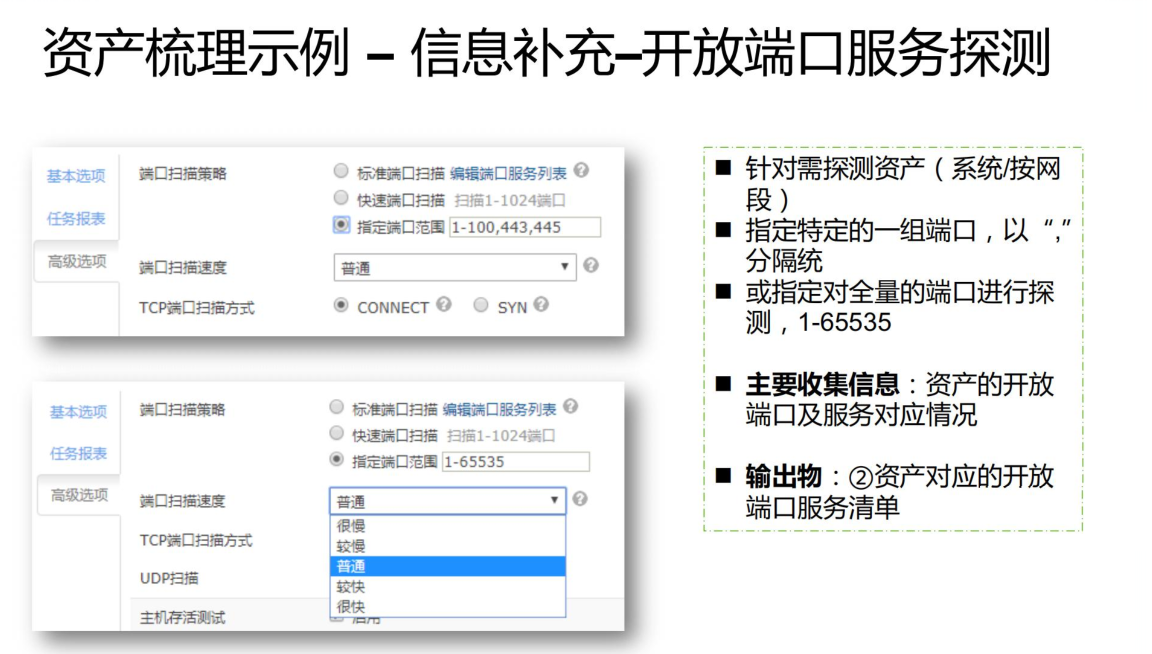 资产梳理示例 – 信息补充–开放端口服务探测
基本选项
任务报表
高级选项
端口扫描策略
标准端口扫描 编辑端口服务列表
快速端口扫描 扫描1-1024端口
指定端口范围 1-100,443,445
端口扫描速度
普通
TCP端口扫描方式
CONNECT
SYN
基本选项
任务报表
高级选项
端口扫描策略
标准端口扫描 编辑端口服务列表
快速端口扫描 扫描1-1024端口
指定端口范围 1-65535
端口扫描速度
普通
很慢
较慢
普通
较快
很快
TCP端口扫描方式
UDP扫描
主机存活测试
启用
■ 针对需探测资产（系统/按网
段）
■ 指定特定的一组端口，以“,”
分隔统
■ 或指定对全量的端口进行探
测，1-65535
■ 主要收集信息：资产的开放
端口及服务对应情况
■ 输出物：②资产对应的开放
端口服务清单